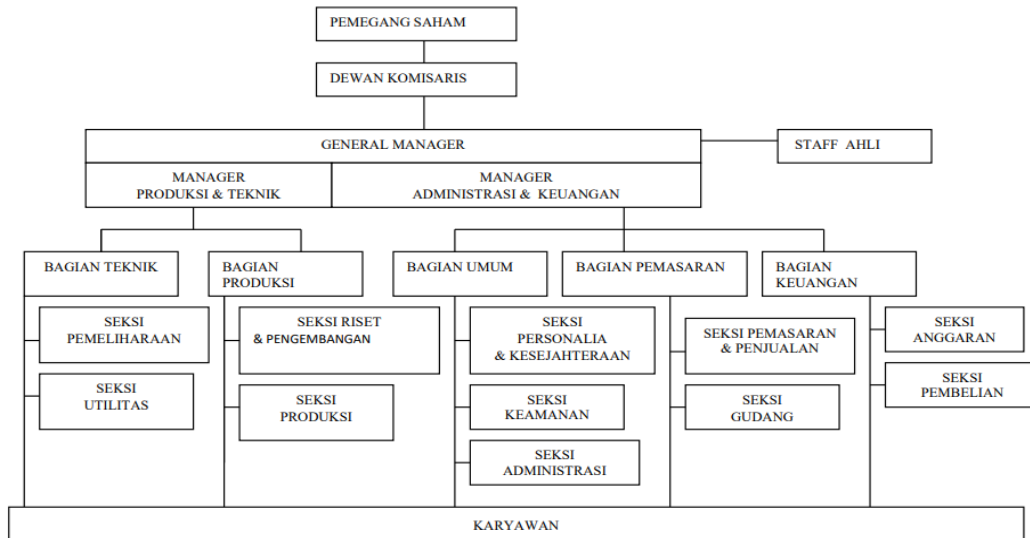 PEMEGANG SAHAM
DEWAN KOMISARIS
GENERAL MANAGER
STAFF AHLI
MANAGER
PRODUKSI & TEKNIK
MANAGER
ADMINISTRASI & KEUANGAN
BAGIAN TEKNIK
BAGIAN
PRODUKSI
BAGIAN UMUM
BAGIAN PEMASARAN
BAGIAN
KEUANGAN
SEKSI
PEMELIHARAAN
SEKSI
UTILITAS
SEKSI RISET
& PENGEMBANGAN
SEKSI
PRODUKSI
SEKSI
PERSONALIA
& KESEJAHTERAAN
SEKSI
KEAMANAN
SEKSI
ADMINISTRASI
SEKSI PEMASARAN
& PENJUALAN
SEKSI
GUDANG
SEKSI
ANGGARAN
SEKSI
PEMBELIAN
KARYAWAN